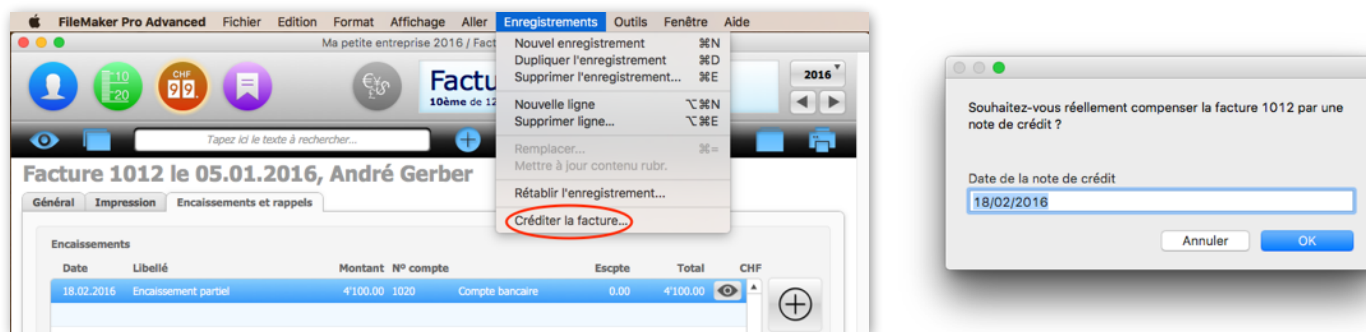 FileMaker Pro Advanced Fichier Edition Format Affichage Aller Enregistrements Outils Fenêtre Aide
Ma petite entreprise 2016 / Fact
Nouvel enregistrement ⌘N
Dupliquer l'enregistrement ⌘D
Supprimer l'enregistrement... ⌘E
Nouvelle ligne ⌥⌘N
Supprimer ligne... ⌥⌘E
Remplacer... ⌘=
Mettre à jour contenu rubr.
Rétablir l'enregistrement...
Créditer la facture...
10
20
CHF
99.
Factu
10ème de 12
2016
Tapez ici le texte à rechercher...
Facture 1012 le 05.01.2016, André Gerber
Général Impression Encaissements et rappels
Encaissements
Date Libellé Montant Nº compte Escpte Total CHF
18.02.2016 Encaissement partiel 4'100.00 1020 Compte bancaire 0.00 4'100.00
Souhaitez-vous réellement compenser la facture 1012 par une
note de crédit ?
Date de la note de crédit
18/02/2016
Annuler OK